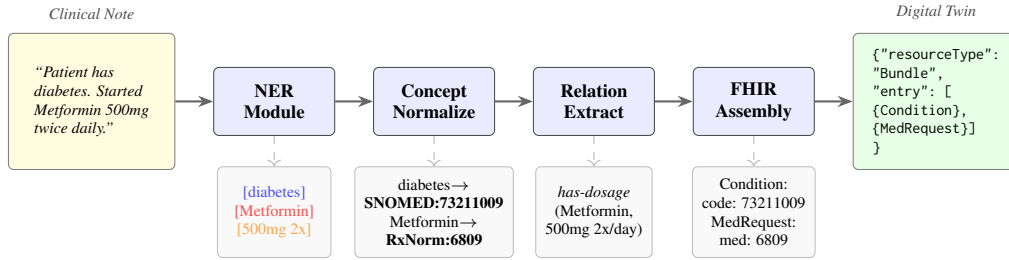 Clinical Note
Digital Twin
“Patient has
diabetes. Started
Metformin 500mg
twice daily.”
NER
Module
Concept
Normalize
Relation
Extract
FHIR
Assembly
{"resourceType":
"Bundle",
"entry": [
{Condition},
{MedRequest}]
}
[diabetes]
[Metformin]
[500mg 2x]
diabetes→
SNOMED:73211009
Metformin→
RxNorm:6809
has-dosage
(Metformin,
500mg 2x/day)
Condition:
code: 73211009
MedRequest:
med: 6809